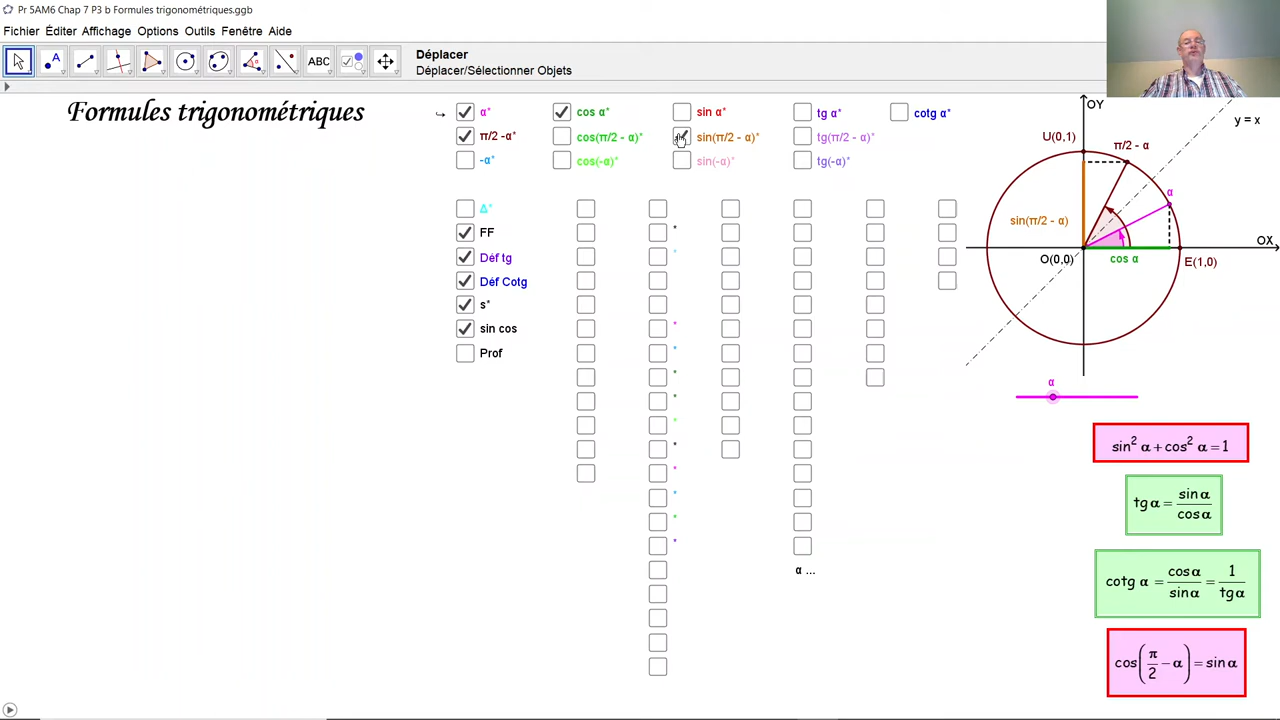 Pr 5AM6 Chap 7 P3 b Formules trigonométriques.ggb
Fichier Éditer Affichage Options Outils Fenêtre Aide
A
ABC
Déplacer
Déplacer/Sélectionner Objets
Formules trigonométriques
α* cos α* sin α* tg α* cotg α*
π/2 -α* cos(π/2 - α)* sin(π/2 - α)* tg(π/2 - α)*
-α* cos(-α)* sin(-α)* tg(-α)*
Δ*
FF *
Déf tg *
Déf Cotg
s*
sin cos *
Prof *
*
*
*
*
*
*
*
*
α ...
OY
y = x
U(0,1)
π/2 - α
α
sin(π/2 - α)
OX
O(0,0)
cos α
E(1,0)
α
sin² α + cos² α = 1
tg α = sin α / cos α
cotg α = cos α / sin α = 1 / tg α
cos(π/2 − α) = sin α